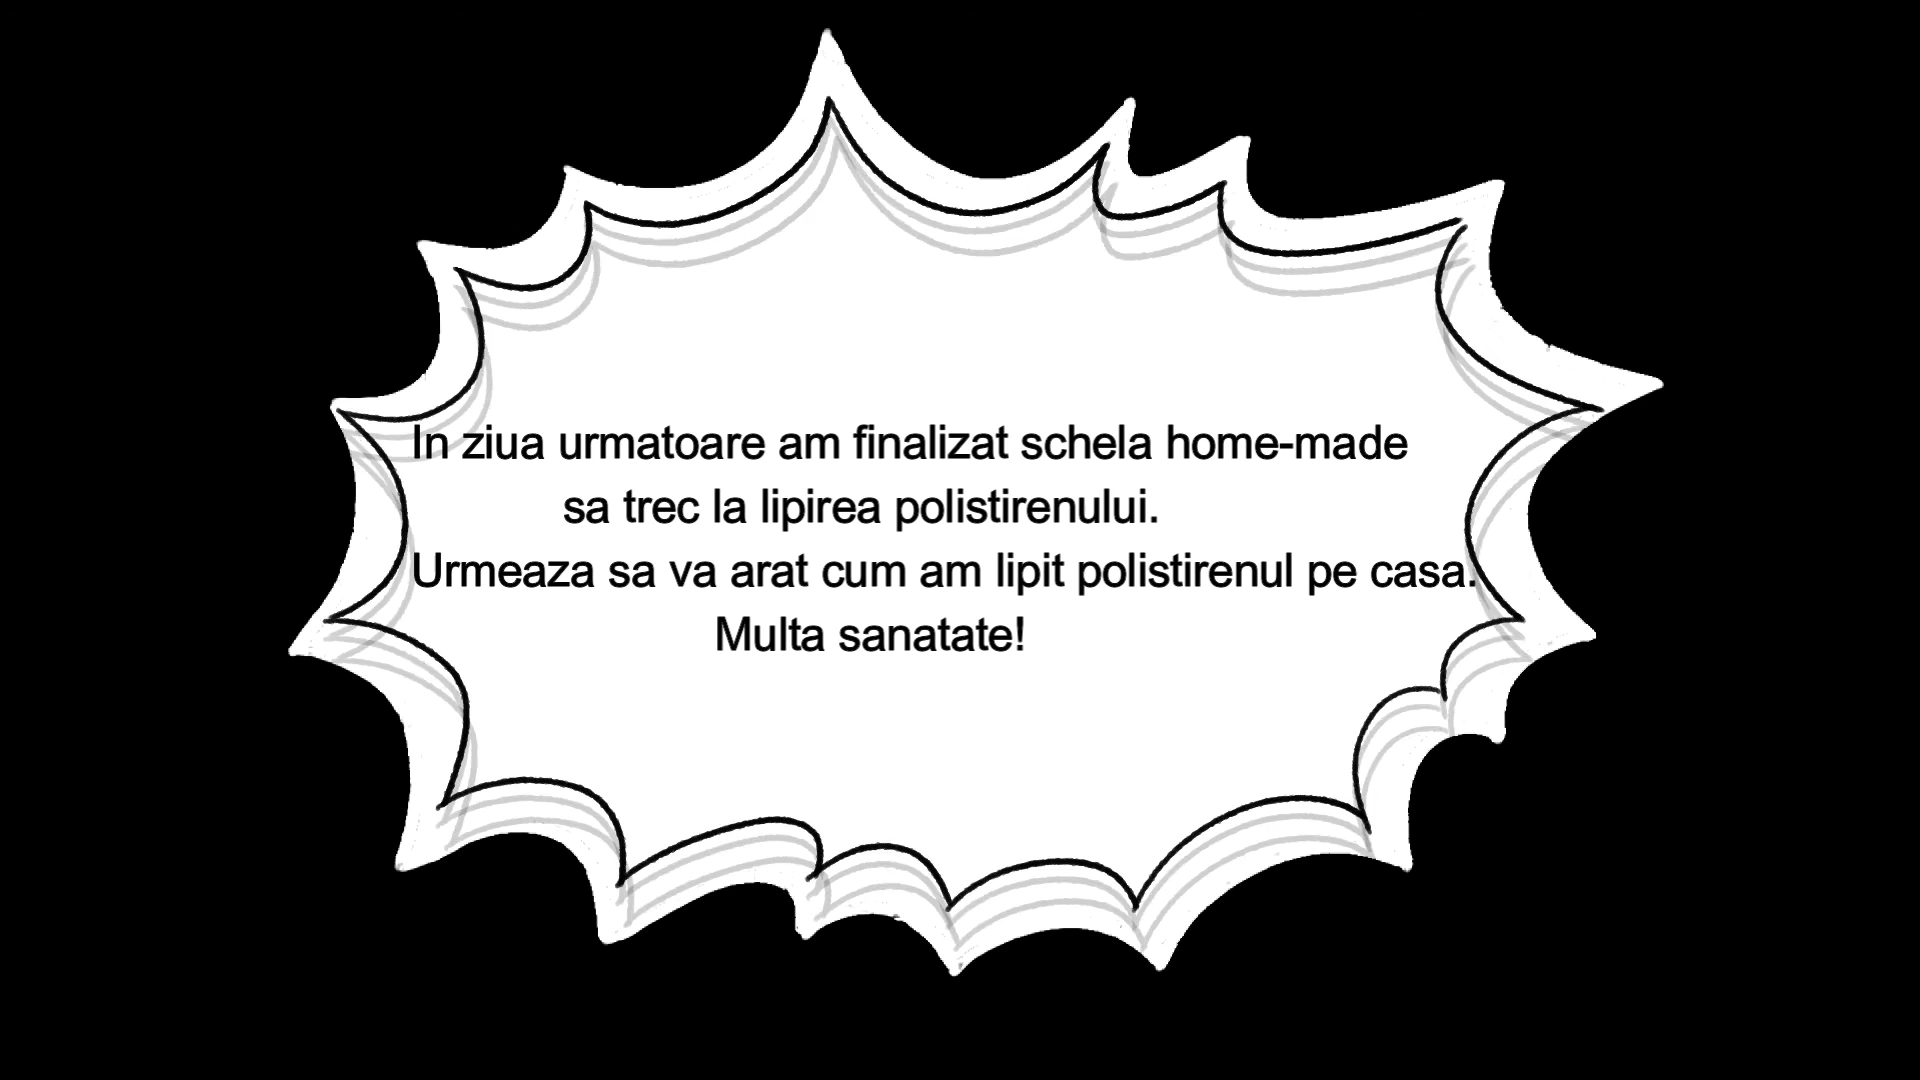 In ziua urmatoare am finalizat schela home-made
sa trec la lipirea polistirenului.
Urmeaza sa va arat cum am lipit polistirenul pe casa.
Multa sanatate!